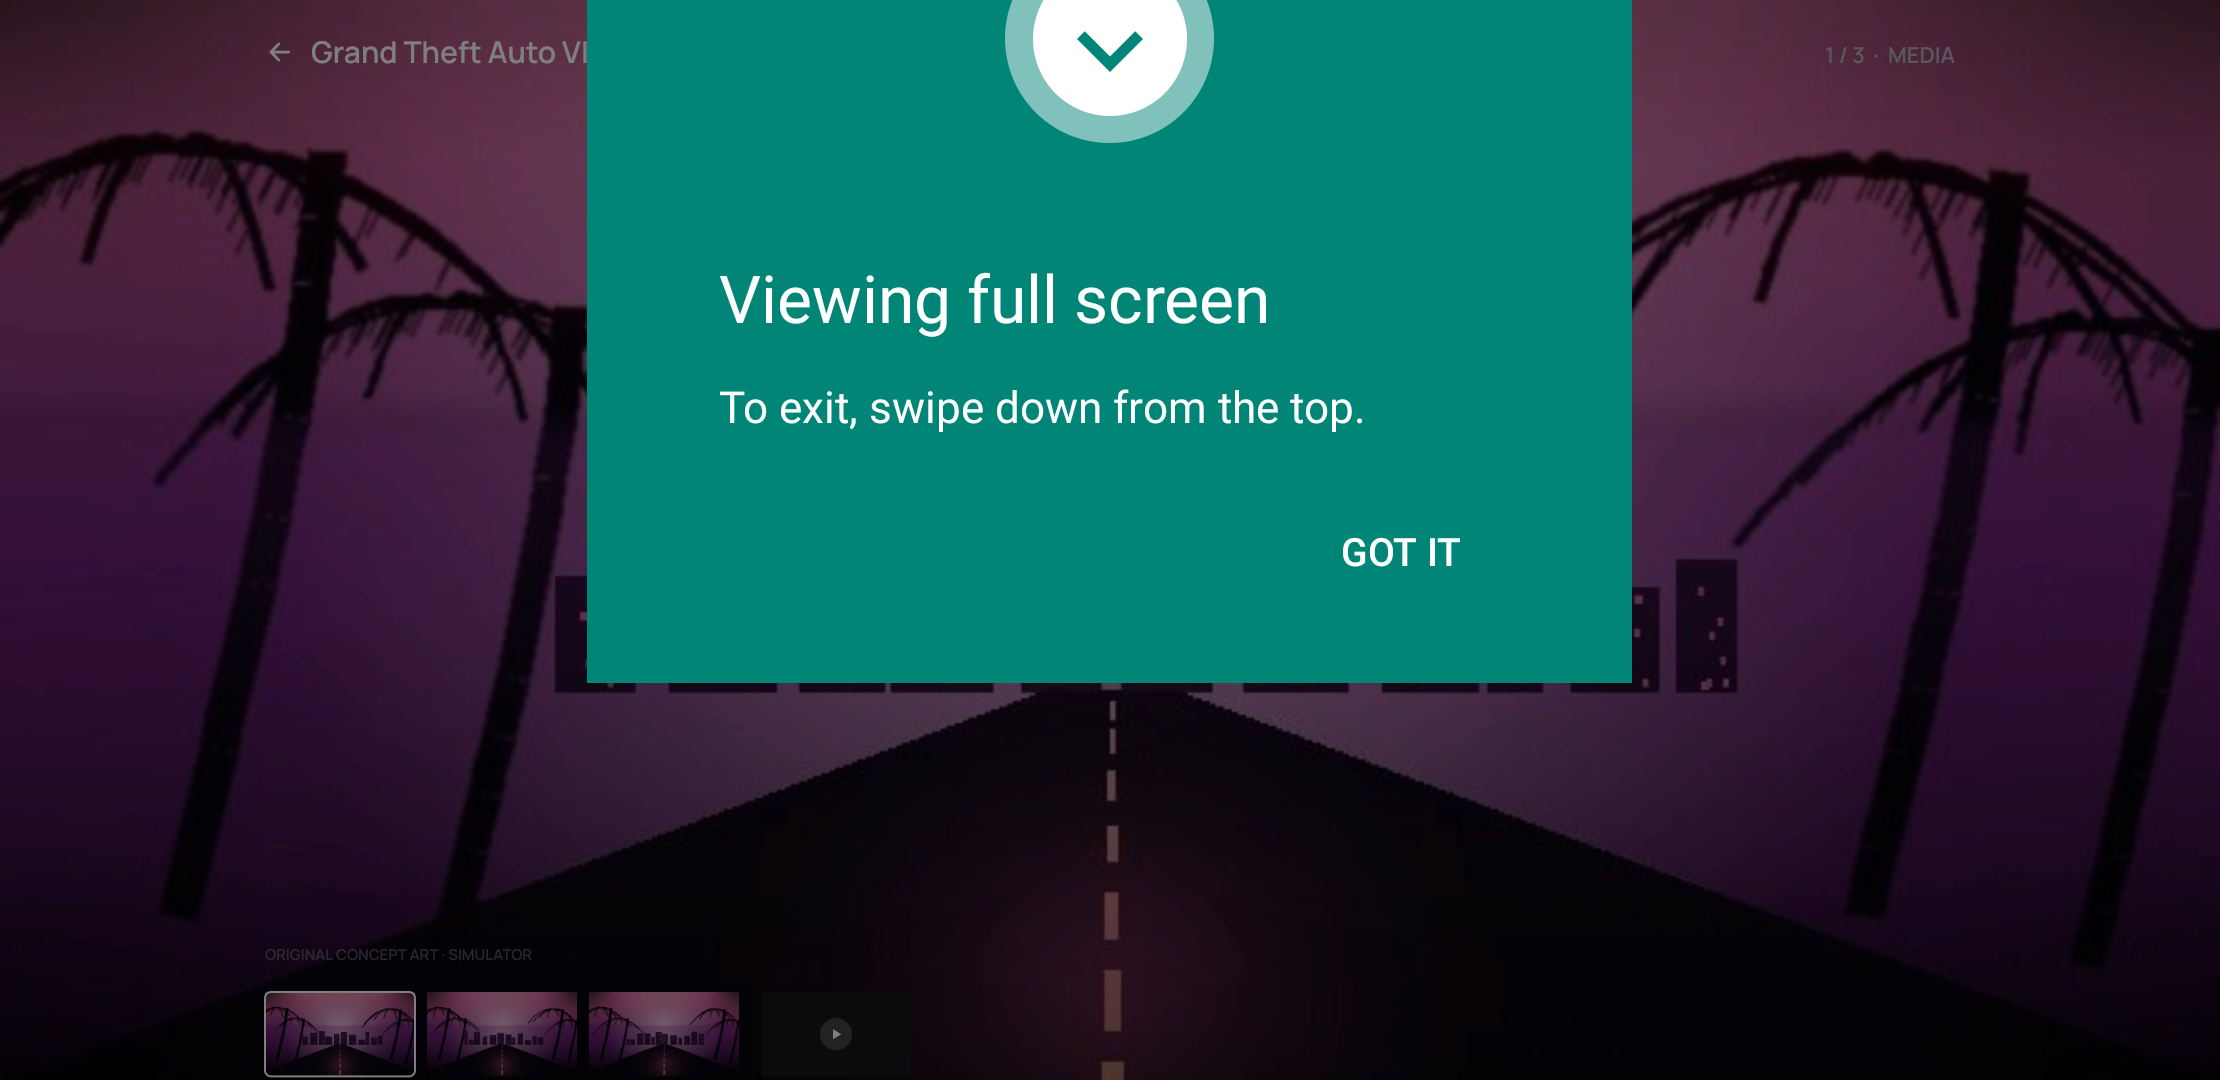 Grand Theft Auto VI
1 / 3 · MEDIA
Viewing full screen
To exit, swipe down from the top.
GOT IT
ORIGINAL CONCEPT ART · SIMULATOR